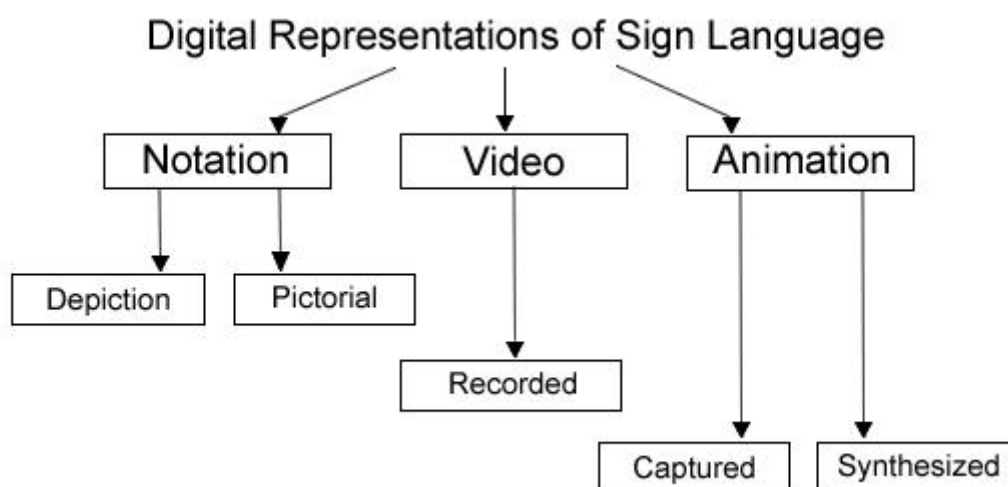 Digital Representations of Sign Language
Notation
Video
Animation
Depiction
Pictorial
Recorded
Captured
Synthesized